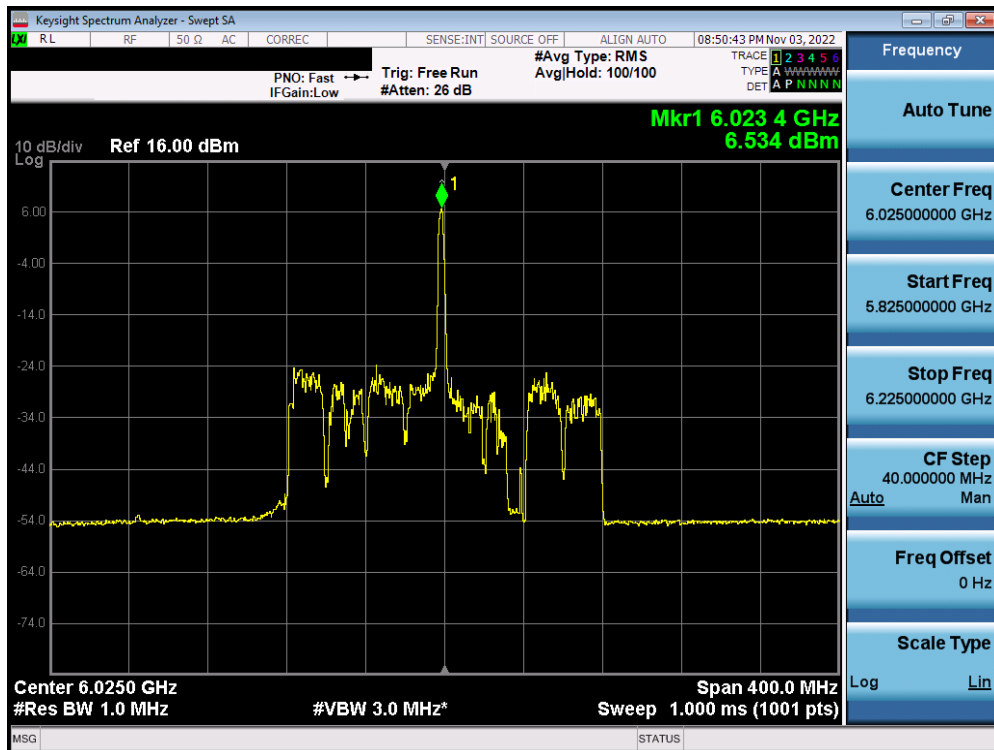 Keysight Spectrum Analyzer - Swept SA
LXI RL RF 50 Ω AC CORREC SENSE:INT SOURCE OFF ALIGN AUTO 08:50:43 PM Nov 03, 2022
#Avg Type: RMS TRACE 1 2 3 4 5 6
PNO: Fast Trig: Free Run Avg|Hold: 100/100 TYPE A WWWWW
IFGain:Low #Atten: 26 dB DET A P N N N N
Mkr1 6.023 4 GHz
6.534 dBm
10 dB/div Ref 16.00 dBm
Log
1
6.00
-4.00
-14.0
-24.0
-34.0
-44.0
-54.0
-64.0
-74.0
Center 6.0250 GHz Span 400.0 MHz
#Res BW 1.0 MHz #VBW 3.0 MHz* Sweep 1.000 ms (1001 pts)
MSG STATUS
Frequency
Auto Tune
Center Freq
6.025000000 GHz
Start Freq
5.825000000 GHz
Stop Freq
6.225000000 GHz
CF Step
40.000000 MHz
Auto Man
Freq Offset
0 Hz
Scale Type
Log Lin